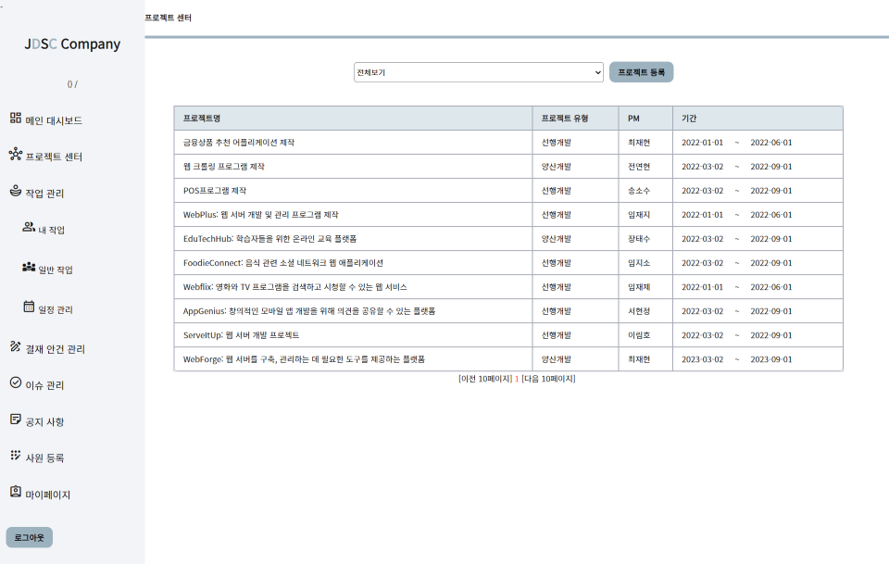 프로젝트 센터
JDSC Company
0 /
메인 대시보드
프로젝트 센터
작업 관리
내 작업
일반 작업
일정 관리
결재 안건 관리
이슈 관리
공지 사항
사원 등록
마이페이지
로그아웃
전체보기 프로젝트 등록
프로젝트명 프로젝트 유형 PM 기간
금융상품 추천 어플리케이션 제작 선행개발 최재현 2022-01-01 ~ 2022-06-01
웹 크롤링 프로그램 제작 양산개발 전연현 2022-03-02 ~ 2022-09-01
POS프로그램 제작 선행개발 송소수 2022-03-02 ~ 2022-09-01
WebPlus: 웹 서버 개발 및 관리 프로그램 제작 선행개발 임재지 2022-01-01 ~ 2022-06-01
EduTechHub: 학습자들을 위한 온라인 교육 플랫폼 양산개발 장태수 2022-03-02 ~ 2022-09-01
FoodieConnect: 음식 관련 소셜 네트워크 웹 애플리케이션 선행개발 임지소 2022-03-02 ~ 2022-09-01
Webflix: 영화와 TV 프로그램을 검색하고 시청할 수 있는 웹 서비스 선행개발 임재제 2022-01-01 ~ 2022-06-01
AppGenius: 창의적인 모바일 앱 개발을 위해 의견을 공유할 수 있는 플랫폼 선행개발 서현정 2022-03-02 ~ 2022-09-01
ServeItUp: 웹 서버 개발 프로젝트 선행개발 이림호 2022-03-02 ~ 2022-09-01
WebForge: 웹 서버를 구축, 관리하는 데 필요한 도구를 제공하는 플랫폼 양산개발 최재현 2023-03-02 ~ 2023-09-01
[이전 10페이지] 1 [다음 10페이지]